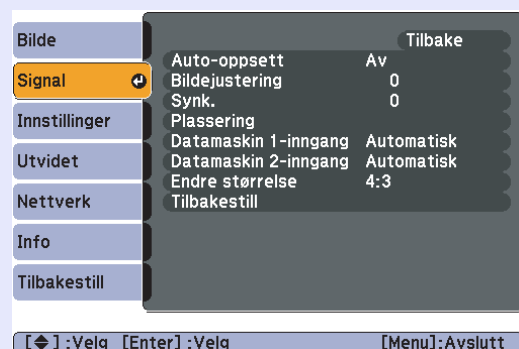 Bilde
Signal
Innstillinger
Utvidet
Nettverk
Info
Tilbakestill
Tilbake
Auto-oppsett Av
Bildejustering 0
Synk. 0
Plassering
Datamaskin 1-inngang Automatisk
Datamaskin 2-inngang Automatisk
Endre størrelse 4:3
Tilbakestill
[◆] :Velg [Enter] :Velg [Menu]:Avslutt